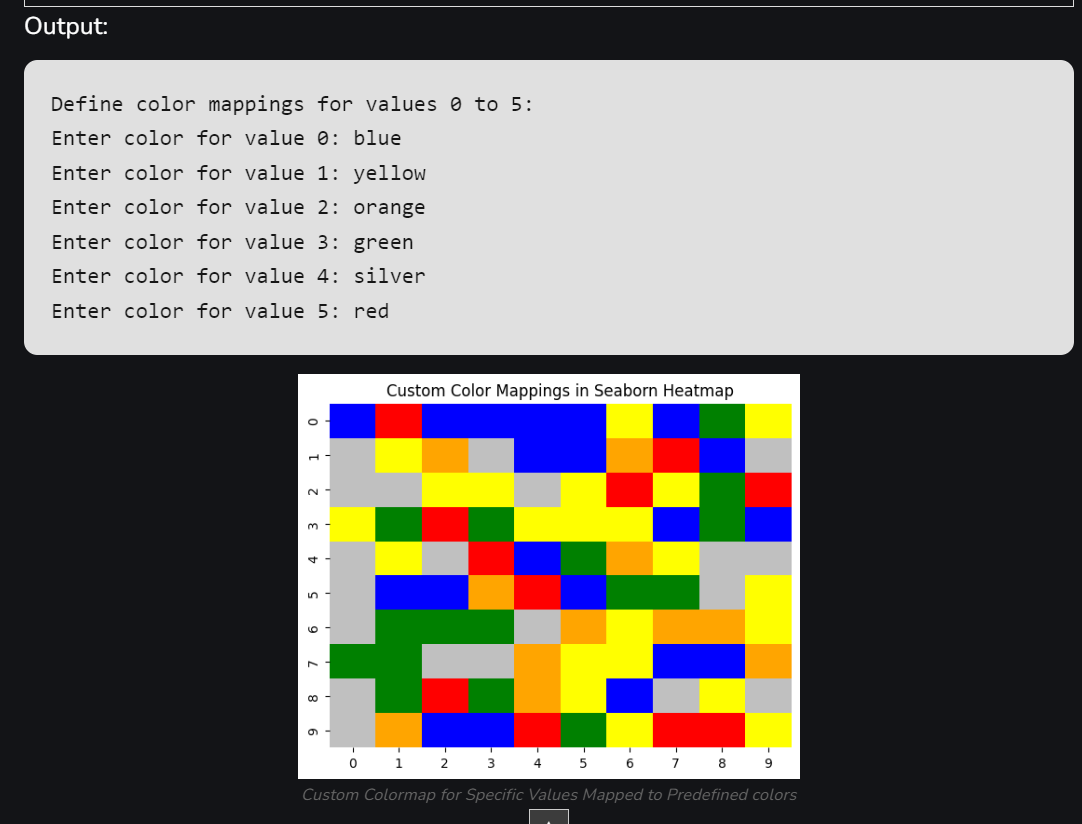 Output:
Define color mappings for values 0 to 5:
Enter color for value 0: blue
Enter color for value 1: yellow
Enter color for value 2: orange
Enter color for value 3: green
Enter color for value 4: silver
Enter color for value 5: red
Custom Color Mappings in Seaborn Heatmap
0
1
2
3
4
5
6
7
8
9
0 1 2 3 4 5 6 7 8 9
Custom Colormap for Specific Values Mapped to Predefined colors